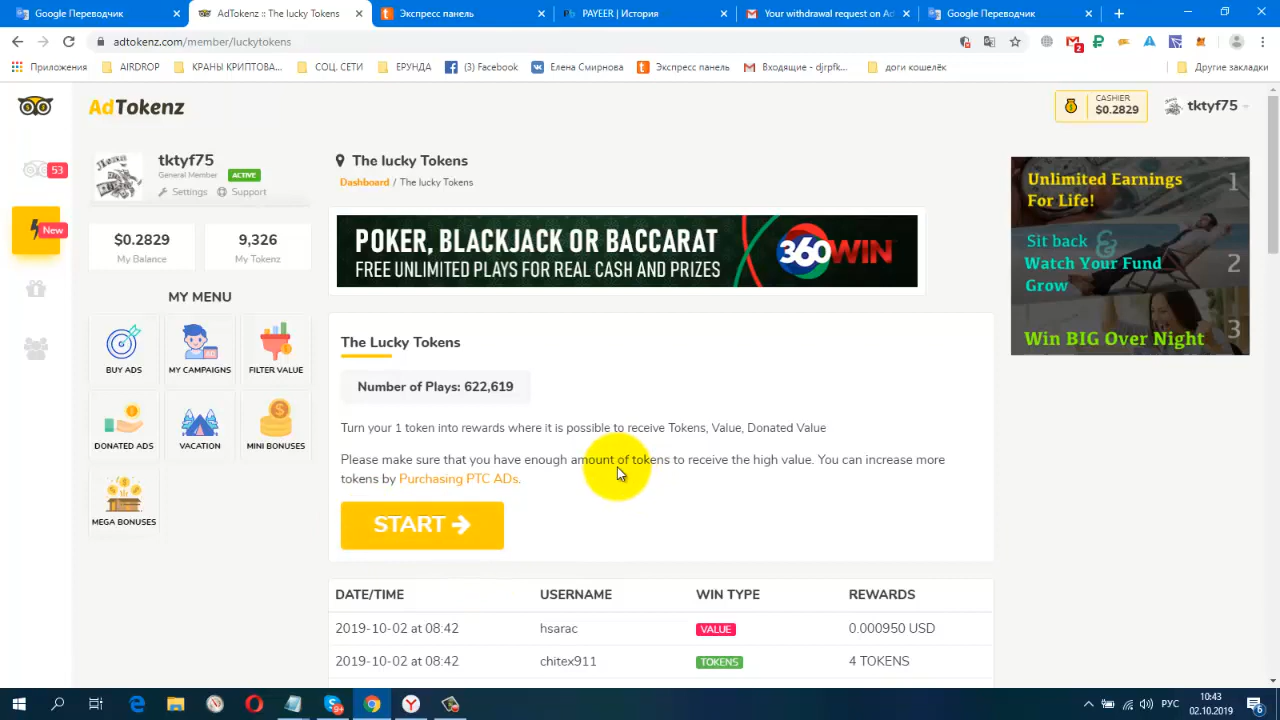 Google Переводчик
AdTokenz :: The lucky Tokens
Экспресс панель
PAYEER | История
Your withdrawal request on Ad
Google Переводчик
adtokenz.com/member/luckytokens
2
Приложения
AIRDROP
КРАНЫ КРИПТОВА...
СОЦ. СЕТИ
ЕРУНДА
(3) Facebook
Елена Смирнова
Экспресс панель
Входящие - djrpfk...
доги кошелёк
Другие закладки
AdTokenz
CASHIER
$0.2829
tktyf75
53
New
tktyf75
General Member
ACTIVE
Settings
Support
$0.2829
My Balance
9,326
My Tokenz
MY MENU
BUY ADS
MY CAMPAIGNS
FILTER VALUE
DONATED ADS
VACATION
MINI BONUSES
MEGA BONUSES
The lucky Tokens
Dashboard / The lucky Tokens
POKER, BLACKJACK OR BACCARAT
FREE UNLIMITED PLAYS FOR REAL CASH AND PRIZES
360WIN
The Lucky Tokens
Number of Plays: 622,619
Turn your 1 token into rewards where it is possible to receive Tokens, Value, Donated Value
Please make sure that you have enough amount of tokens to receive the high value. You can increase more
tokens by Purchasing PTC ADs.
START
DATE/TIME USERNAME WIN TYPE REWARDS
2019-10-02 at 08:42 hsarac VALUE 0.000950 USD
2019-10-02 at 08:42 chitex911 TOKENS 4 TOKENS
Unlimited Earnings
For Life!
1
Sit back &
Watch Your Fund
Grow
2
Win BIG Over Night
3
9+
РУС
10:43
02.10.2019
6